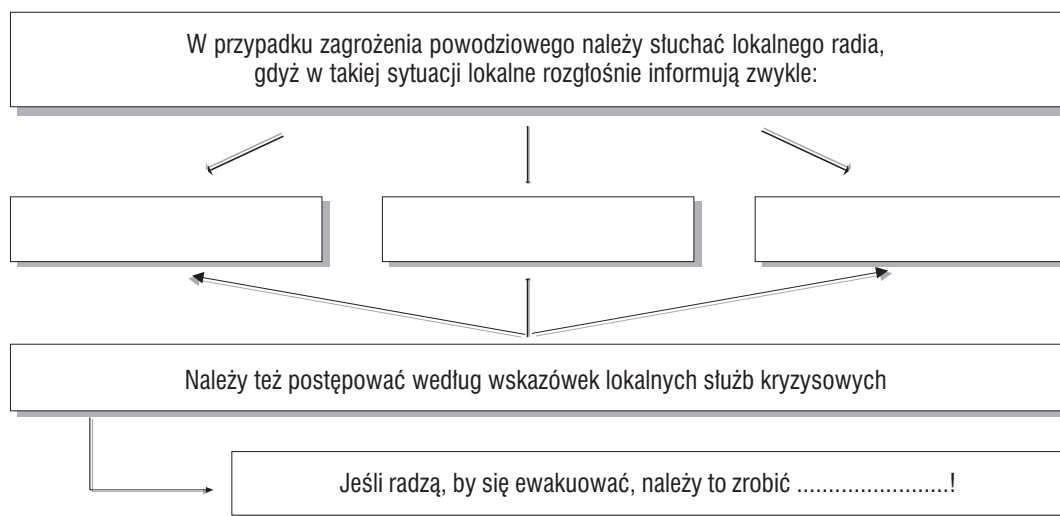 W przypadku zagrożenia powodziowego należy słuchać lokalnego radia,
gdyż w takiej sytuacji lokalne rozgłośnie informują zwykle:
Należy też postępować według wskazówek lokalnych służb kryzysowych
Jeśli radzą, by się ewakuować, należy to zrobić ........................!